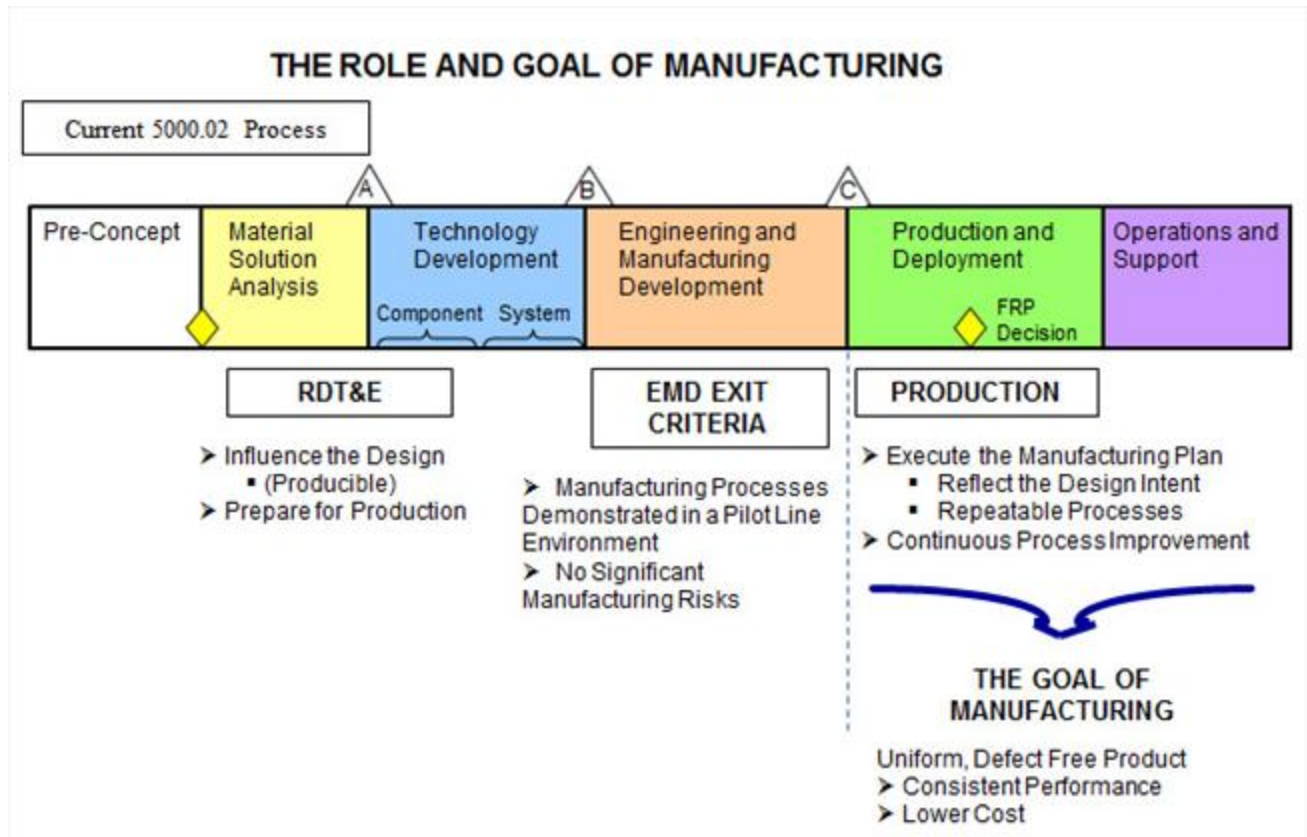 THE ROLE AND GOAL OF MANUFACTURING
Current 5000.02 Process
A
B
C
Pre-Concept
Material
Solution
Analysis
Technology
Development
Component
System
Engineering and
Manufacturing
Development
Production and
Deployment
FRP
Decision
Operations and
Support
RDT&E
➤ Influence the Design
▪ (Producible)
➤ Prepare for Production
EMD EXIT
CRITERIA
➤ Manufacturing Processes
Demonstrated in a Pilot Line
Environment
➤ No Significant
Manufacturing Risks
PRODUCTION
➤ Execute the Manufacturing Plan
▪ Reflect the Design Intent
▪ Repeatable Processes
➤ Continuous Process Improvement
THE GOAL OF
MANUFACTURING
Uniform, Defect Free Product
➤ Consistent Performance
➤ Lower Cost